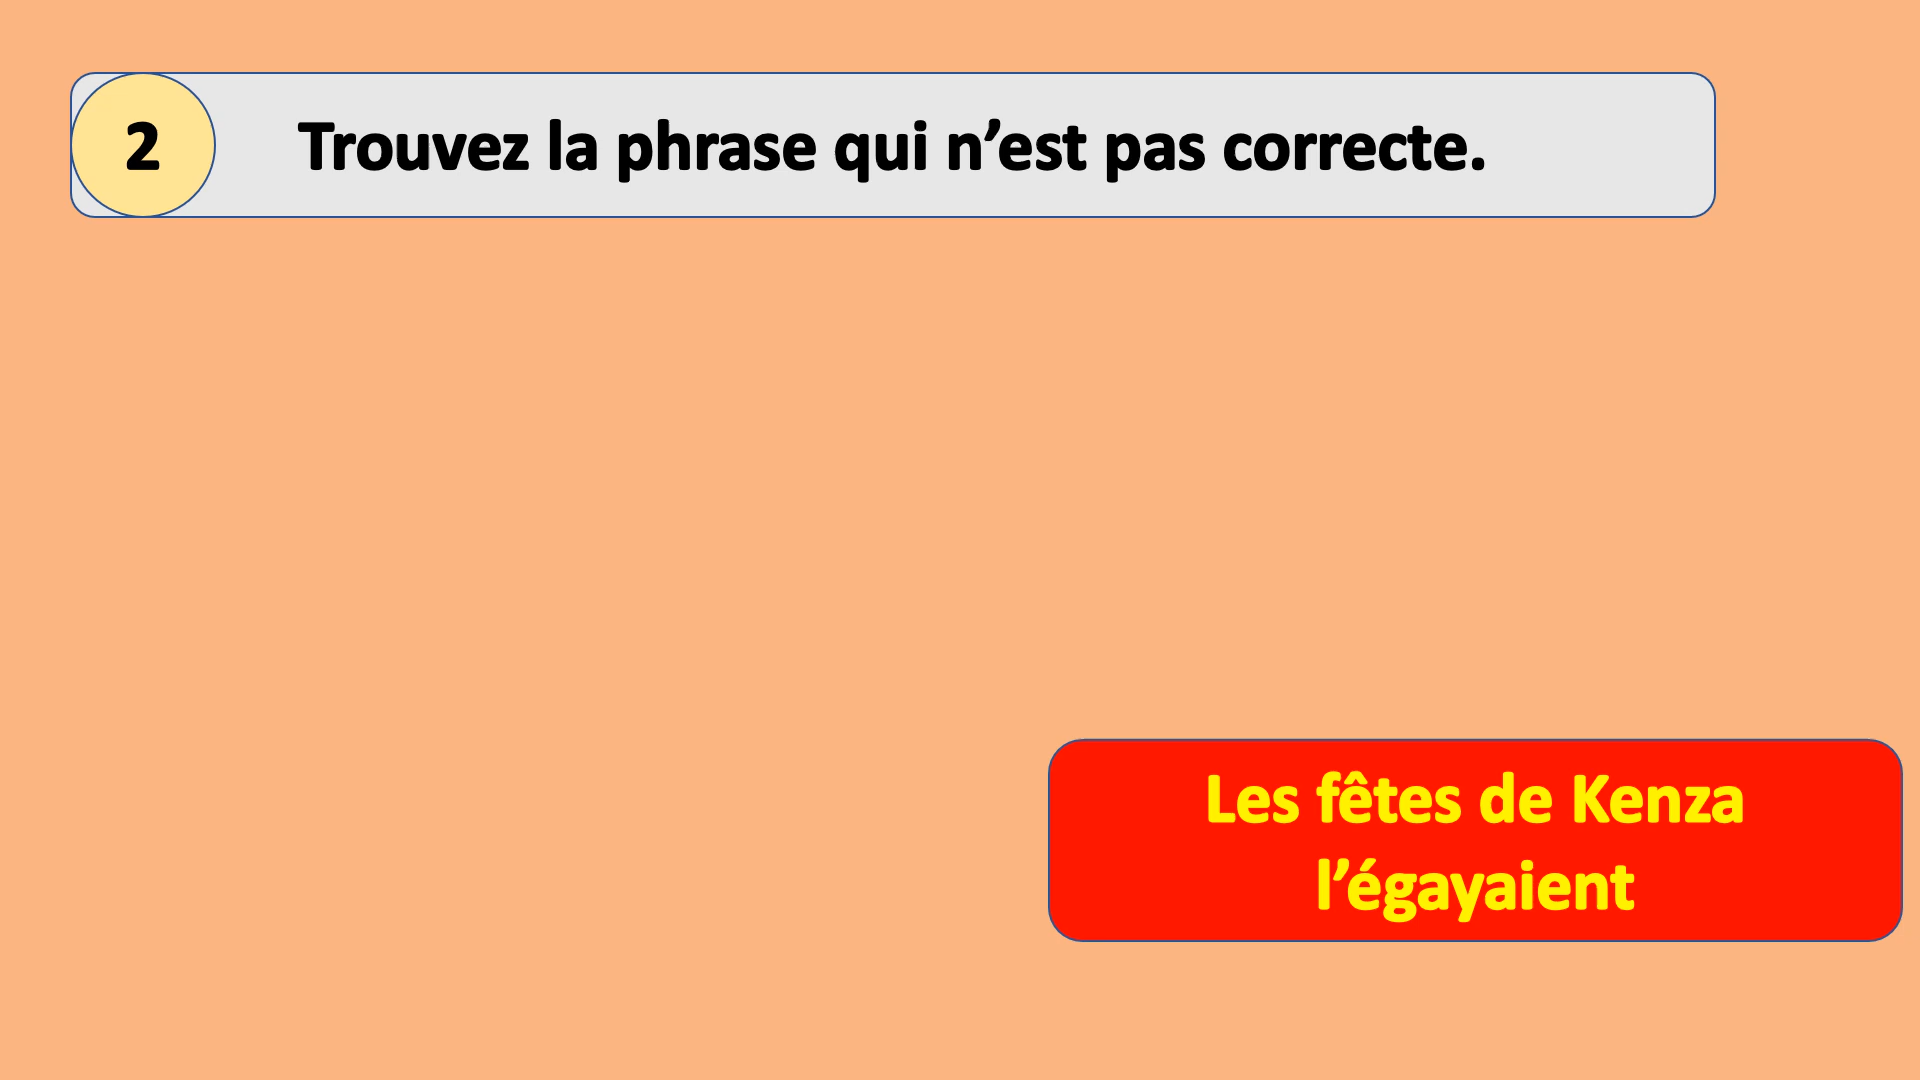 2
Trouvez la phrase qui n’est pas correcte.
Les fêtes de Kenza
l’égayaient